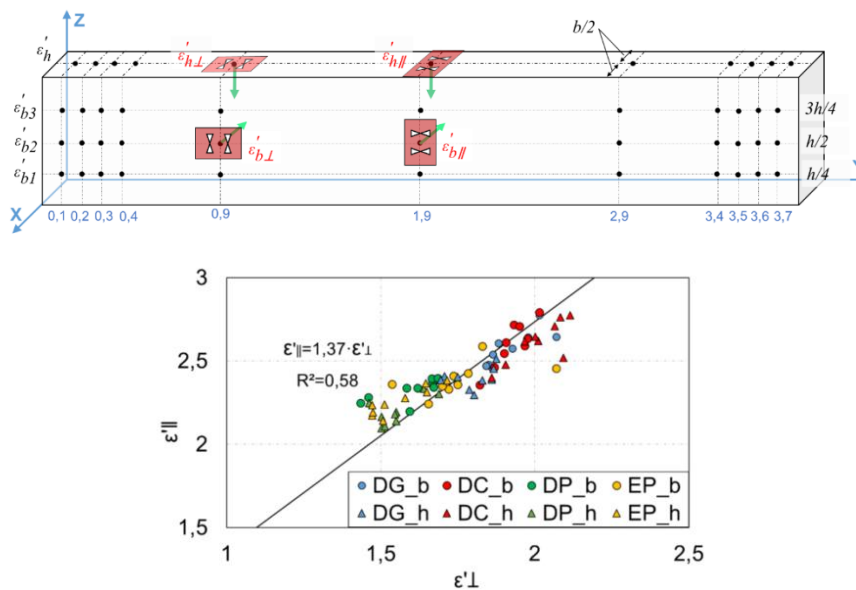 Z
b/2
ε'h
ε'h⊥
ε'h∥
ε'b3
3h/4
ε'b2
ε'b⊥
ε'b∥
h/2
ε'b1
h/4
X
Y
0,1 0,2 0,3 0,4 0,9 1,9 2,9 3,4 3,5 3,6 3,7
3
2,5
2
1,5
ε'∥
ε'∥=1,37·ε'⊥
R²=0,58
DG_b DC_b DP_b EP_b
DG_h DC_h DP_h EP_h
1 1,5 2 2,5
ε'⊥